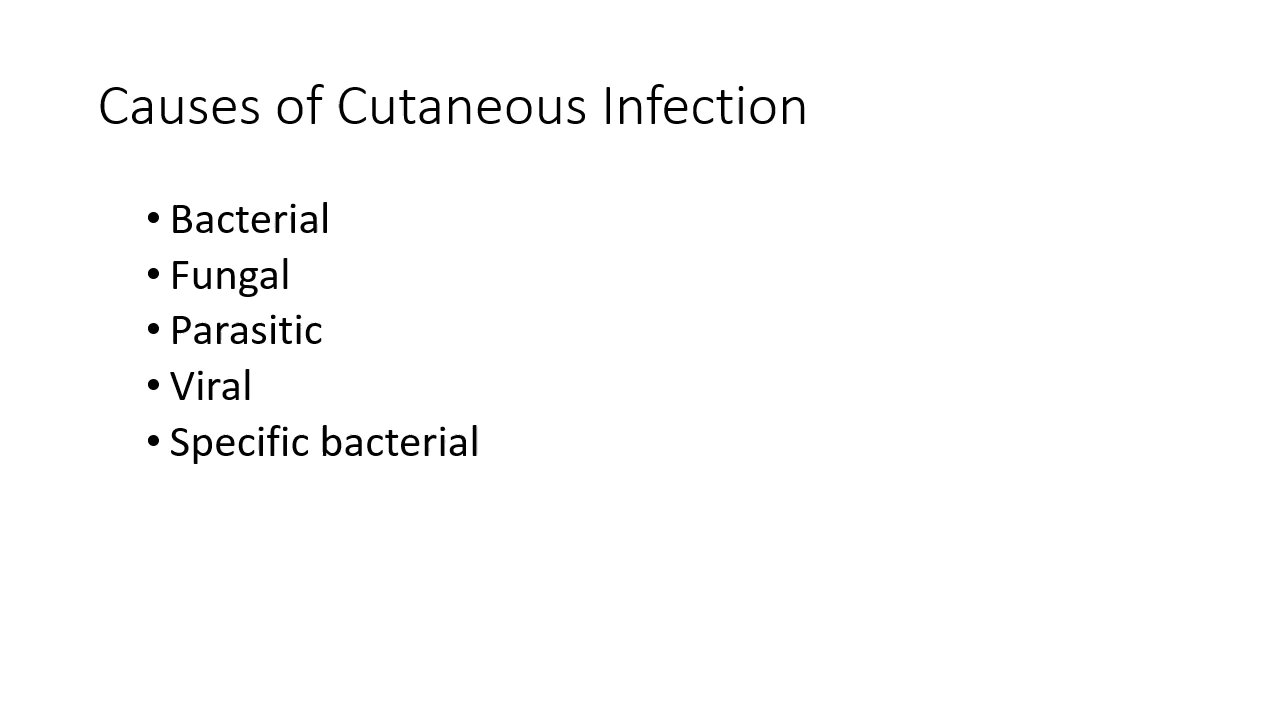 Causes of Cutaneous Infection
• Bacterial
• Fungal
• Parasitic
• Viral
• Specific bacterial